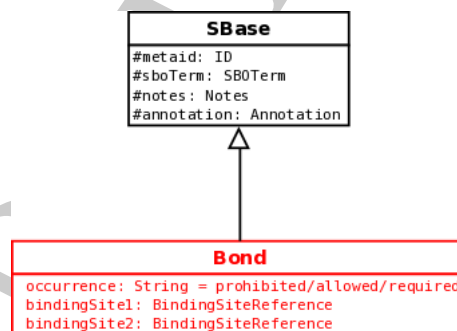 SBase
#metaid: ID
#sboTerm: SBOTerm
#notes: Notes
#annotation: Annotation
Bond
occurrence: String = prohibited/allowed/required
bindingSite1: BindingSiteReference
bindingSite2: BindingSiteReference